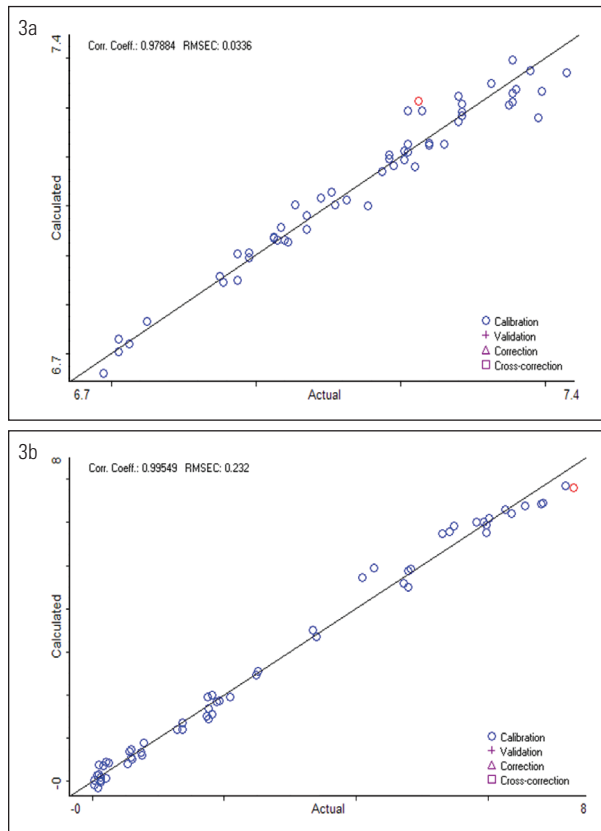 3a
Corr. Coeff.: 0.97884 RMSEC: 0.0336
7.4
Calculated
6.7
Calibration
Validation
Correction
Cross-correction
6.7 Actual 7.4
3b
Corr. Coeff.: 0.99549 RMSEC: 0.232
8
Calculated
-0
Calibration
Validation
Correction
Cross-correction
-0 Actual 8